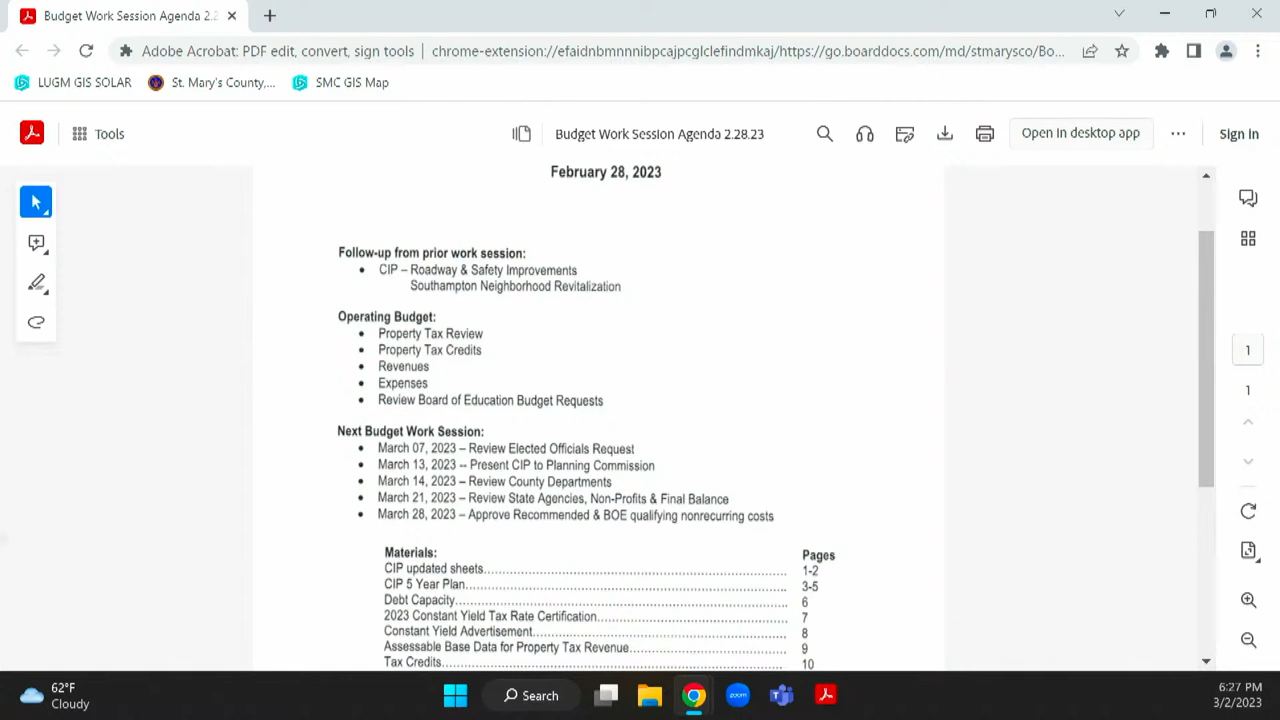 Budget Work Session Agenda 2.2
Adobe Acrobat: PDF edit, convert, sign tools | chrome-extension://efaidnbmnnnibpcajpcglclefindmkaj/https://go.boarddocs.com/md/stmarysco/Bo...
LUGM GIS SOLAR St. Mary's County,... SMC GIS Map
Tools Budget Work Session Agenda 2.28.23 Open in desktop app Sign in
February 28, 2023
Follow-up from prior work session:
• CIP – Roadway & Safety Improvements
Southampton Neighborhood Revitalization
Operating Budget:
• Property Tax Review
• Property Tax Credits
• Revenues
• Expenses
• Review Board of Education Budget Requests
Next Budget Work Session:
• March 07, 2023 – Review Elected Officials Request
• March 13, 2023 -- Present CIP to Planning Commission
• March 14, 2023 – Review County Departments
• March 21, 2023 – Review State Agencies, Non-Profits & Final Balance
• March 28, 2023 – Approve Recommended & BOE qualifying nonrecurring costs
Materials: Pages
CIP updated sheets 1-2
CIP 5 Year Plan 3-5
Debt Capacity 6
2023 Constant Yield Tax Rate Certification 7
Constant Yield Advertisement 8
Assessable Base Data for Property Tax Revenue 9
Tax Credits 10
1
1
62°F
Cloudy
Search
zoom
6:27 PM
3/2/2023